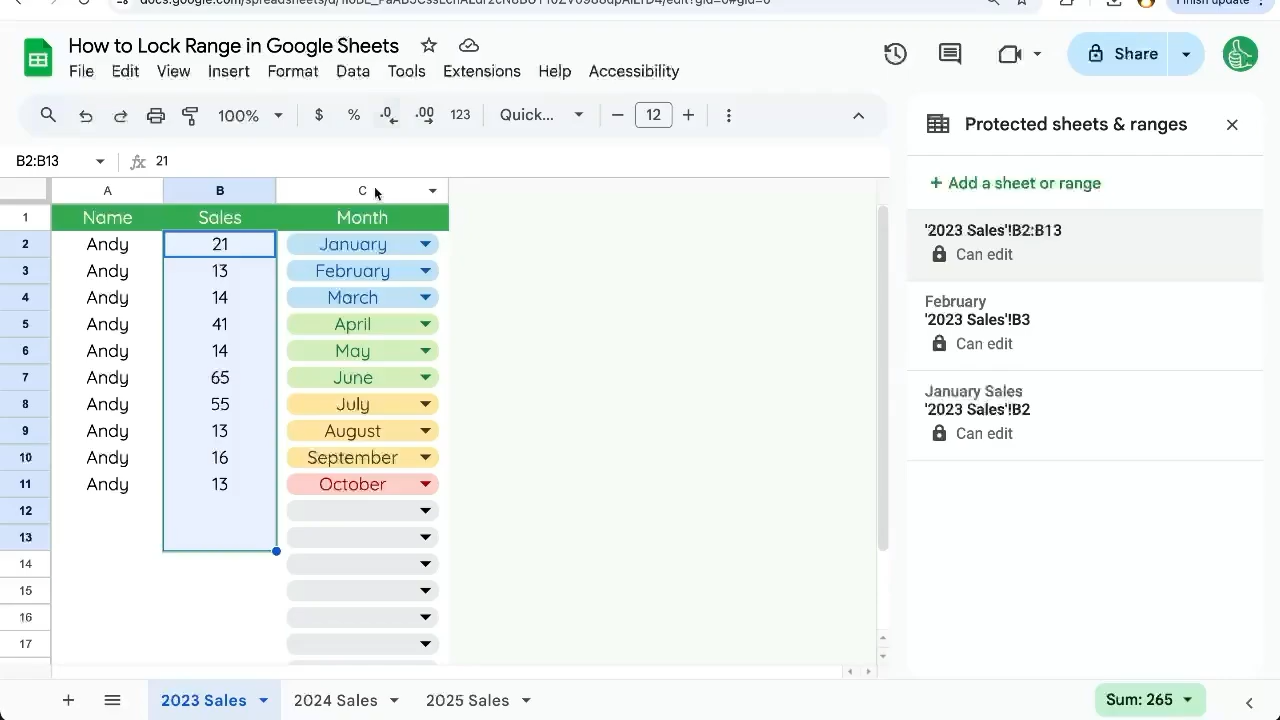 Finish update
How to Lock Range in Google Sheets
File Edit View Insert Format Data Tools Extensions Help Accessibility
Share
100% $ % .0 .00 123 Quick... − 12 +
Protected sheets & ranges
B2:B13 fx 21
+ Add a sheet or range
A B C
1 Name Sales Month
2 Andy 21 January
3 Andy 13 February
4 Andy 14 March
5 Andy 41 April
6 Andy 14 May
7 Andy 65 June
8 Andy 55 July
9 Andy 13 August
10 Andy 16 September
11 Andy 13 October
12
13
14
15
16
17
'2023 Sales'!B2:B13
Can edit
February
'2023 Sales'!B3
Can edit
January Sales
'2023 Sales'!B2
Can edit
+ 2023 Sales 2024 Sales 2025 Sales Sum: 265